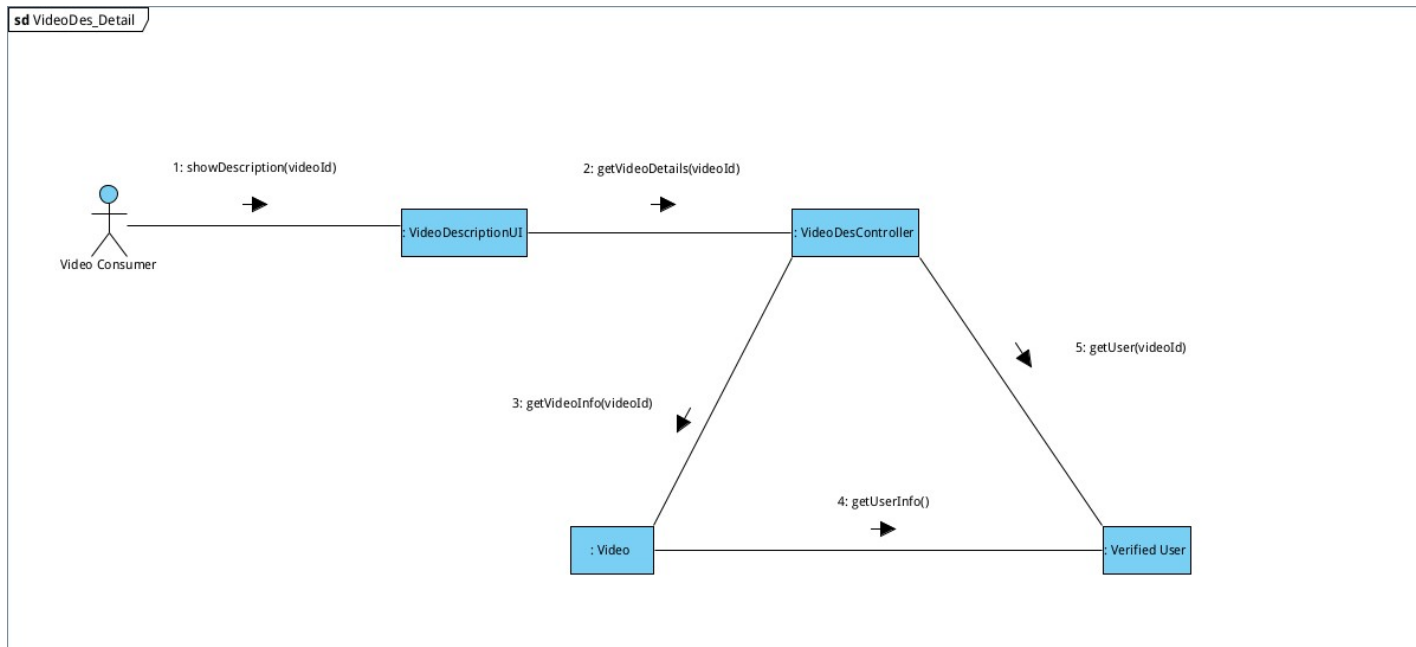 sd VideoDes_Detail
1: showDescription(videoId)
2: getVideoDetails(videoId)
: VideoDescriptionUI
: VideoDesController
Video Consumer
5: getUser(videoId)
3: getVideoInfo(videoId)
4: getUserInfo()
: Video
: Verified User